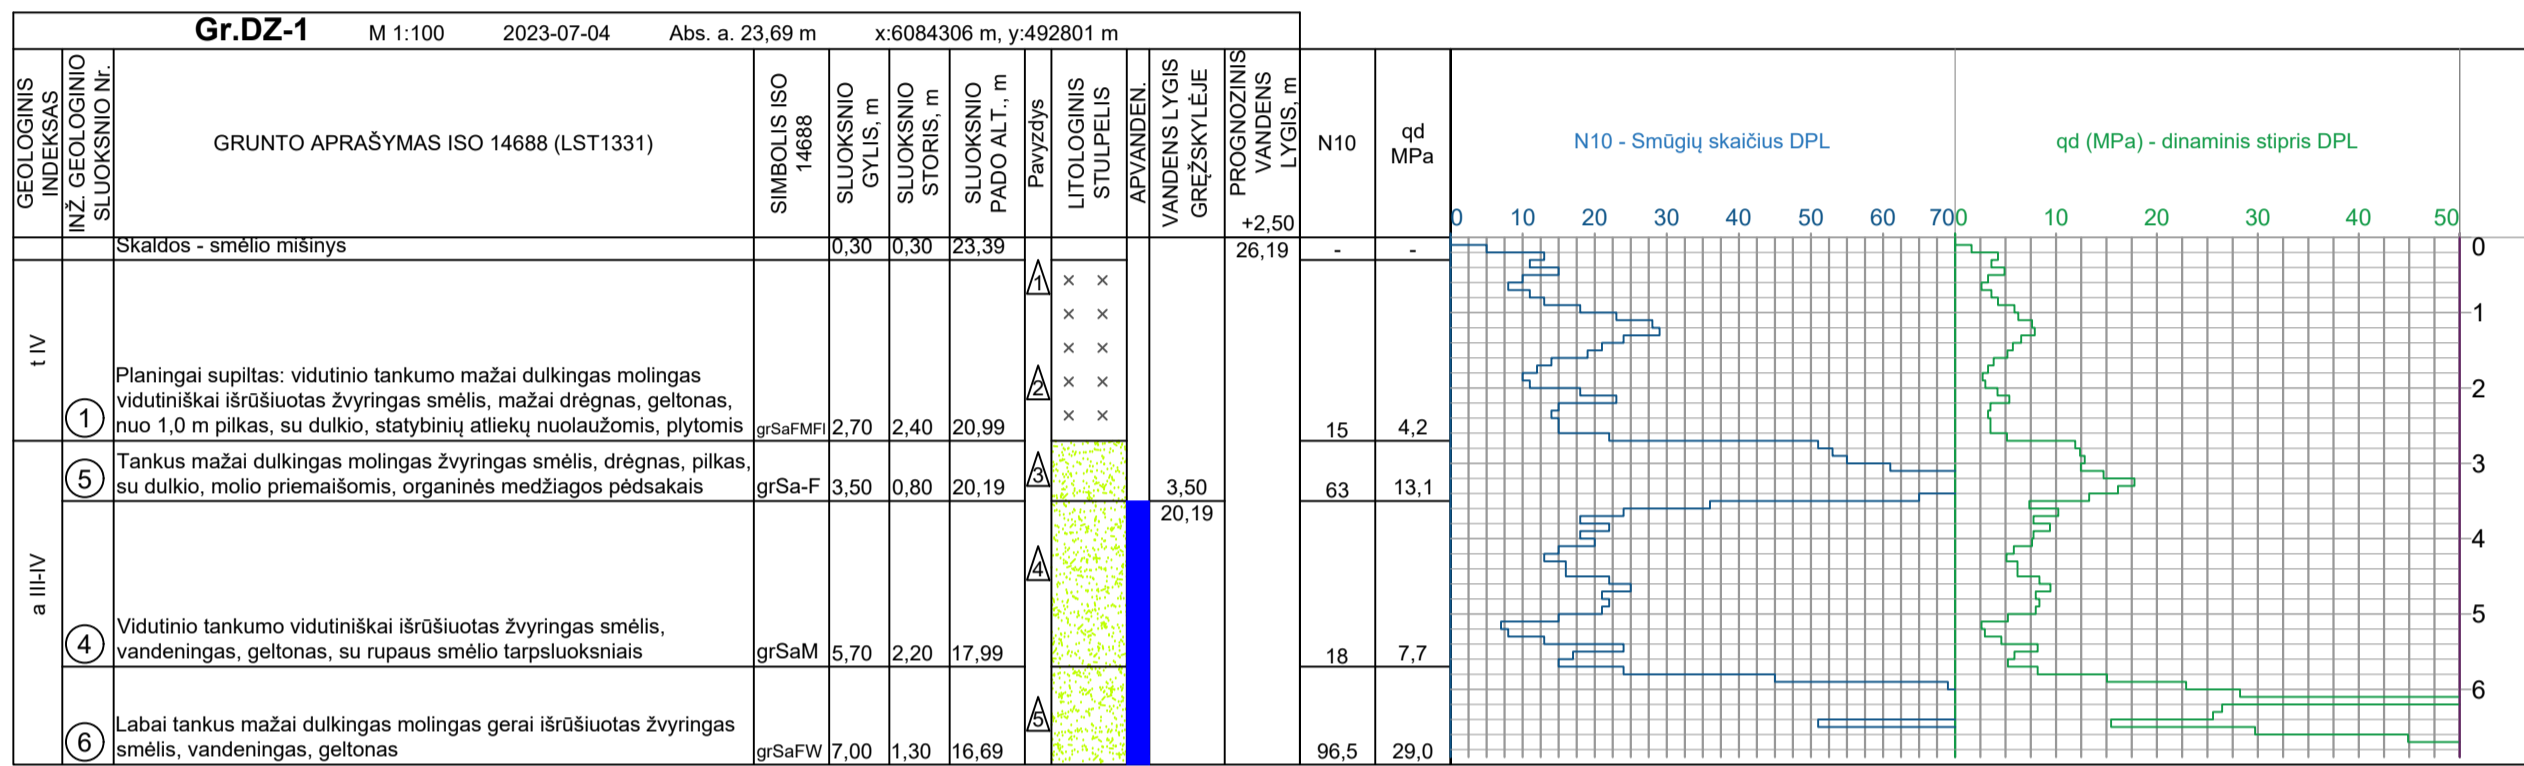 Gr.DZ-1 M 1:100 2023-07-04 Abs. a. 23,69 m x:6084306 m, y:492801 m
GEOLOGINIS
INDEKSAS
INŽ. GEOLOGINIO
SLUOKSNIO Nr.
GRUNTO APRAŠYMAS ISO 14688 (LST1331)
SIMBOLIS ISO
14688
SLUOKSNIO
GYLIS, m
SLUOKSNIO
STORIS, m
SLUOKSNIO
PADO ALT., m
Pavyzdys
LITOLOGINIS
STULPELIS
APVANDEN.
VANDENS LYGIS
GRĘŽSKYLĖJE
PROGNOZINIS
VANDENS
LYGIS, m
+2,50
N10
qd
MPa
N10 - Smūgių skaičius DPL
qd (MPa) - dinaminis stipris DPL
0 10 20 30 40 50 60 70
0 10 20 30 40 50
Skaldos - smėlio mišinys 0,30 0,30 23,39 26,19 - -
t IV
1
2
Planingai supiltas: vidutinio tankumo mažai dulkingas molingas
vidutiniškai išrūšiuotas žvyringas smėlis, mažai drėgnas, geltonas,
1 nuo 1,0 m pilkas, su dulkio, statybinių atliekų nuolaužomis, plytomis grSaFMFI 2,70 2,40 20,99 15 4,2
a III-IV
Tankus mažai dulkingas molingas žvyringas smėlis, drėgnas, pilkas,
5 su dulkio, molio priemaišomis, organinės medžiagos pėdsakais grSa-F 3,50 0,80 20,19 3 3,50 63 13,1
20,19
4
Vidutinio tankumo vidutiniškai išrūšiuotas žvyringas smėlis,
4 vandeningas, geltonas, su rupaus smėlio tarpsluoksniais grSaM 5,70 2,20 17,99 18 7,7
Labai tankus mažai dulkingas molingas gerai išrūšiuotas žvyringas
6 smėlis, vandeningas, geltonas grSaFW 7,00 1,30 16,69 5 96,5 29,0
0
1
2
3
4
5
6